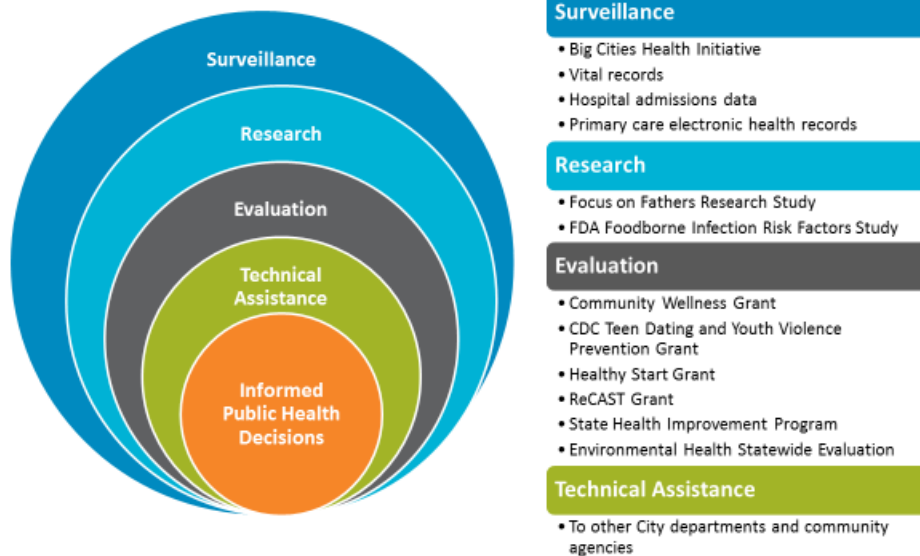 Surveillance
Research
Evaluation
Technical
Assistance
Informed
Public Health
Decisions
Surveillance
• Big Cities Health Initiative
• Vital records
• Hospital admissions data
• Primary care electronic health records
Research
• Focus on Fathers Research Study
• FDA Foodborne Infection Risk Factors Study
Evaluation
• Community Wellness Grant
• CDC Teen Dating and Youth Violence
Prevention Grant
• Healthy Start Grant
• ReCAST Grant
• State Health Improvement Program
• Environmental Health Statewide Evaluation
Technical Assistance
• To other City departments and community
agencies